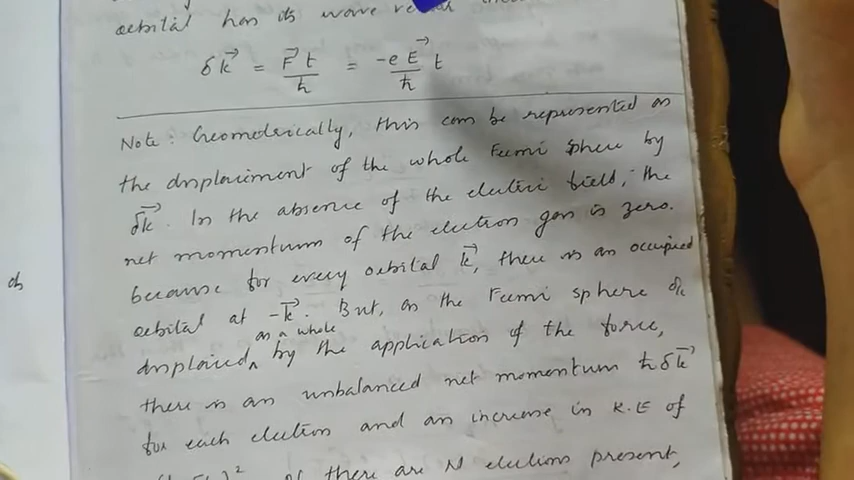 orbital has its wave
δk⃗ = F⃗ t / ħ = -e E⃗ t / ħ
Note: Geometrically, this can be represented as
the displacement of the whole Fermi sphere by
δk⃗. In the absence of the electric field, the
net momentum of the electron gas is zero.
because for every orbital k⃗, there is an occupied
orbital at -k⃗. But, as the Fermi sphere is
displaced ^as a whole by the application of the force,
there is an unbalanced net momentum ħδk⃗
for each electron and an increase in K.E of
there are N electrons present,